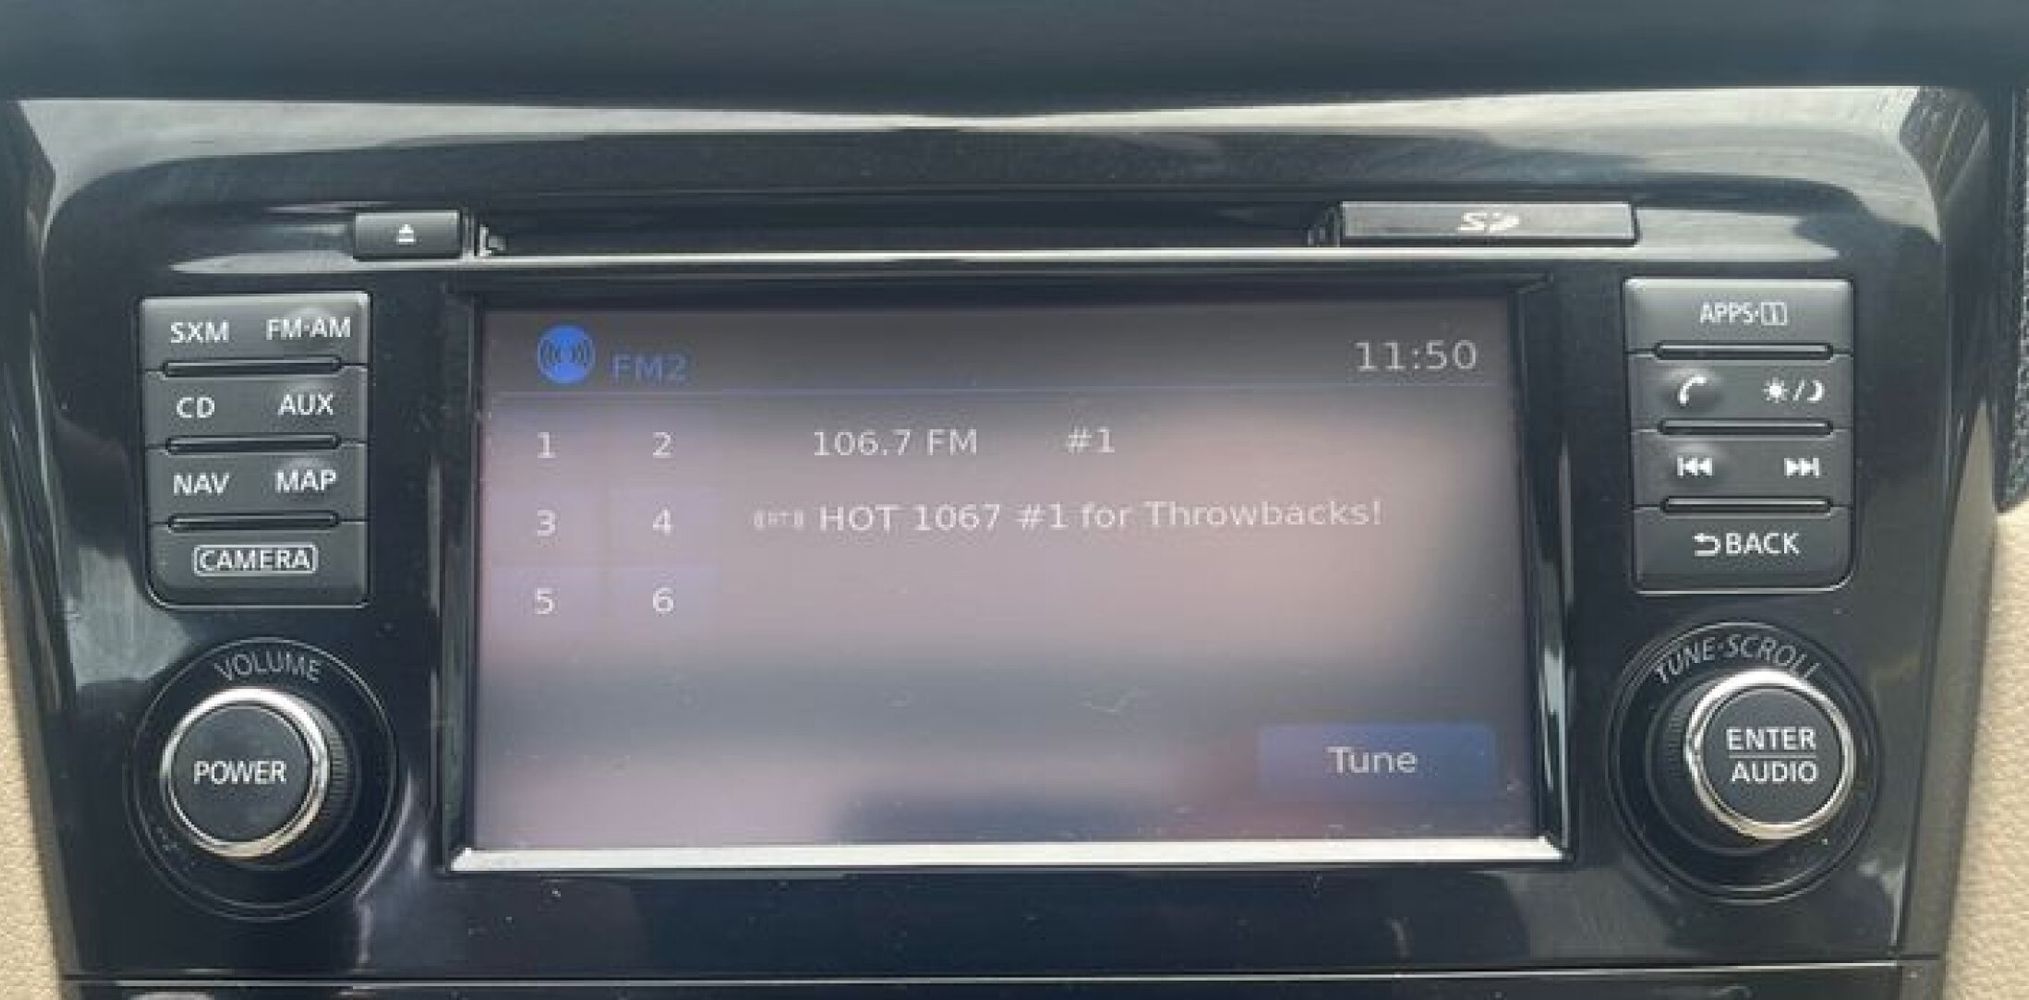 SD
SXM FM·AM
APPS·i
FM2 11:50
CD AUX
1 2 106.7 FM #1
NAV MAP
3 4 HOT 1067 #1 for Throwbacks!
CAMERA
BACK
5 6
VOLUME
TUNE·SCROLL
POWER
Tune
ENTER
AUDIO